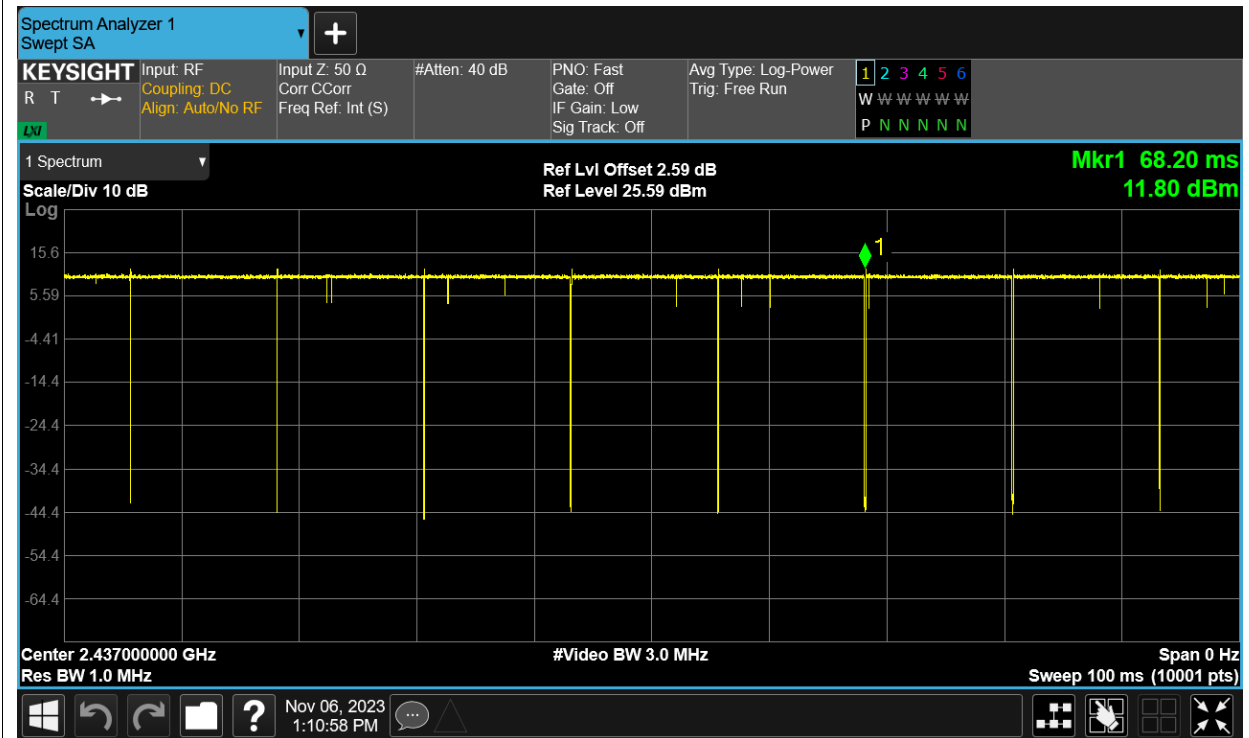 Spectrum Analyzer 1
Swept SA
+
KEYSIGHT
R T
LXI
Input: RF
Coupling: DC
Align: Auto/No RF
Input Z: 50 Ω
Corr CCorr
Freq Ref: Int (S)
#Atten: 40 dB
PNO: Fast
Gate: Off
IF Gain: Low
Sig Track: Off
Avg Type: Log-Power
Trig: Free Run
1 2 3 4 5 6
W W W W W W
P N N N N N
1 Spectrum
Scale/Div 10 dB
Log
Ref Lvl Offset 2.59 dB
Ref Level 25.59 dBm
Mkr1 68.20 ms
11.80 dBm
1
15.6
5.59
-4.41
-14.4
-24.4
-34.4
-44.4
-54.4
-64.4
Center 2.437000000 GHz
Res BW 1.0 MHz
#Video BW 3.0 MHz
Span 0 Hz
Sweep 100 ms (10001 pts)
?
Nov 06, 2023
1:10:58 PM